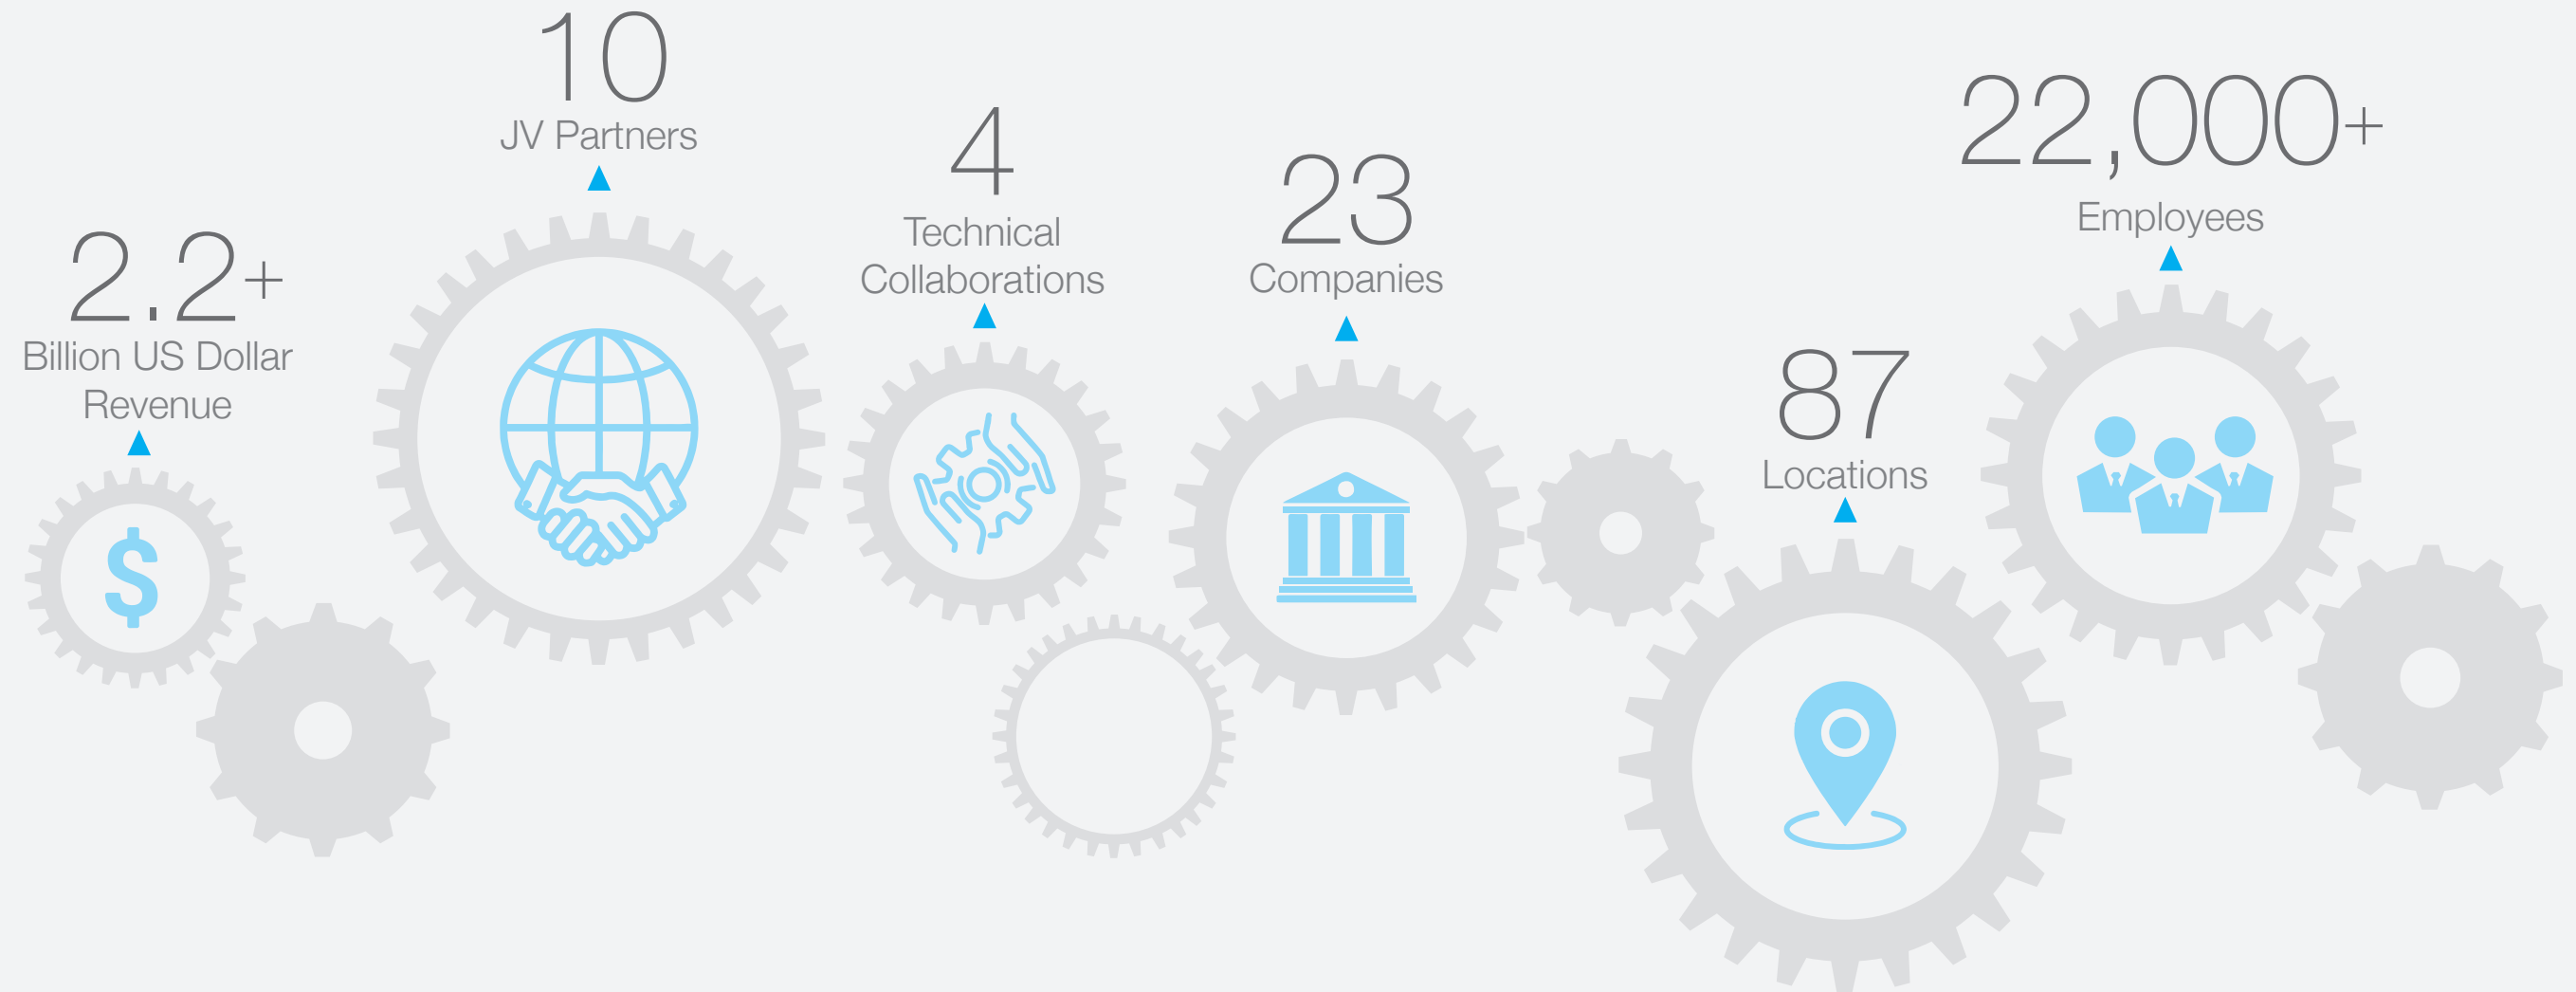 2.2+
Billion US Dollar
Revenue
10
JV Partners
4
Technical
Collaborations
23
Companies
87
Locations
22,000+
Employees
$